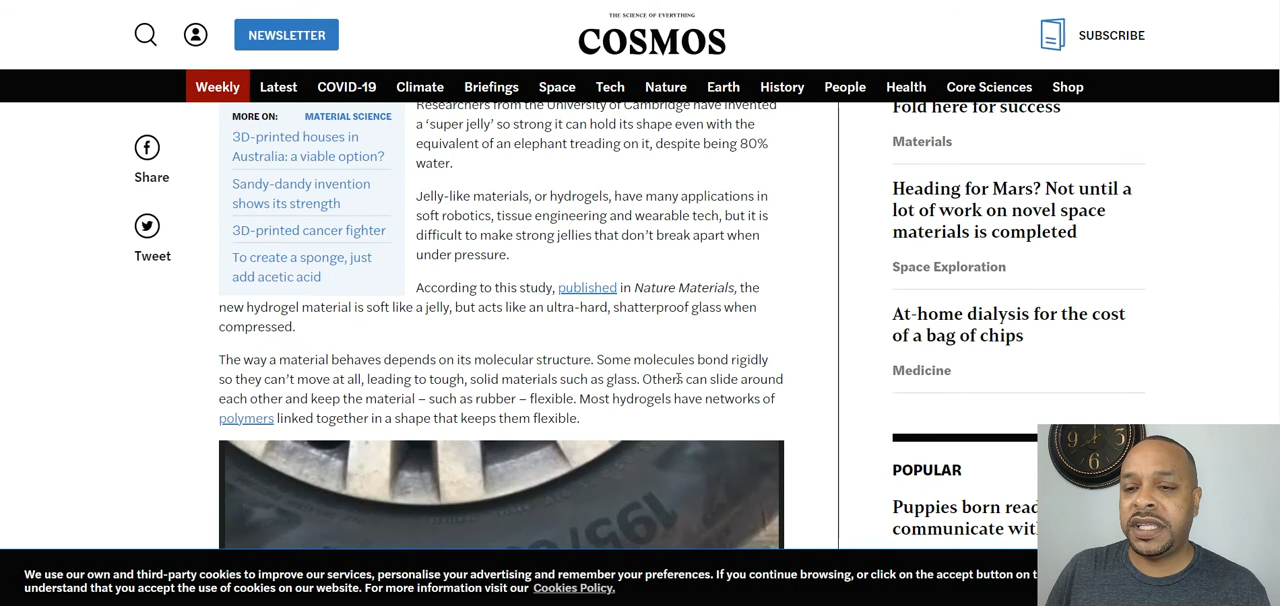 THE SCIENCE OF EVERYTHING
COSMOS
NEWSLETTER
SUBSCRIBE
Weekly Latest COVID-19 Climate Briefings Space Tech Nature Earth History People Health Core Sciences Shop
Share
Tweet
MORE ON: MATERIAL SCIENCE
3D-printed houses in
Australia: a viable option?
Sandy-dandy invention
shows its strength
3D-printed cancer fighter
To create a sponge, just
add acetic acid
Researchers from the University of Cambridge have invented
a ‘super jelly’ so strong it can hold its shape even with the
equivalent of an elephant treading on it, despite being 80%
water.
Jelly-like materials, or hydrogels, have many applications in
soft robotics, tissue engineering and wearable tech, but it is
difficult to make strong jellies that don’t break apart when
under pressure.
According to this study, published in Nature Materials, the
new hydrogel material is soft like a jelly, but acts like an ultra-hard, shatterproof glass when
compressed.
The way a material behaves depends on its molecular structure. Some molecules bond rigidly
so they can’t move at all, leading to tough, solid materials such as glass. Others can slide around
each other and keep the material – such as rubber – flexible. Most hydrogels have networks of
polymers linked together in a shape that keeps them flexible.
Fold here for success
Materials
Heading for Mars? Not until a
lot of work on novel space
materials is completed
Space Exploration
At-home dialysis for the cost
of a bag of chips
Medicine
POPULAR
Puppies born read
communicate wit
9 3
6
We use our own and third-party cookies to improve our services, personalise your advertising and remember your preferences. If you continue browsing, or click on the accept button on t
understand that you accept the use of cookies on our website. For more information visit our Cookies Policy.